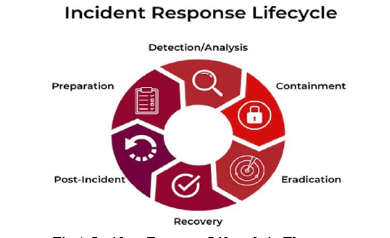 Incident Response Lifecycle
Detection/Analysis
Preparation
Containment
Post-Incident
Eradication
Recovery